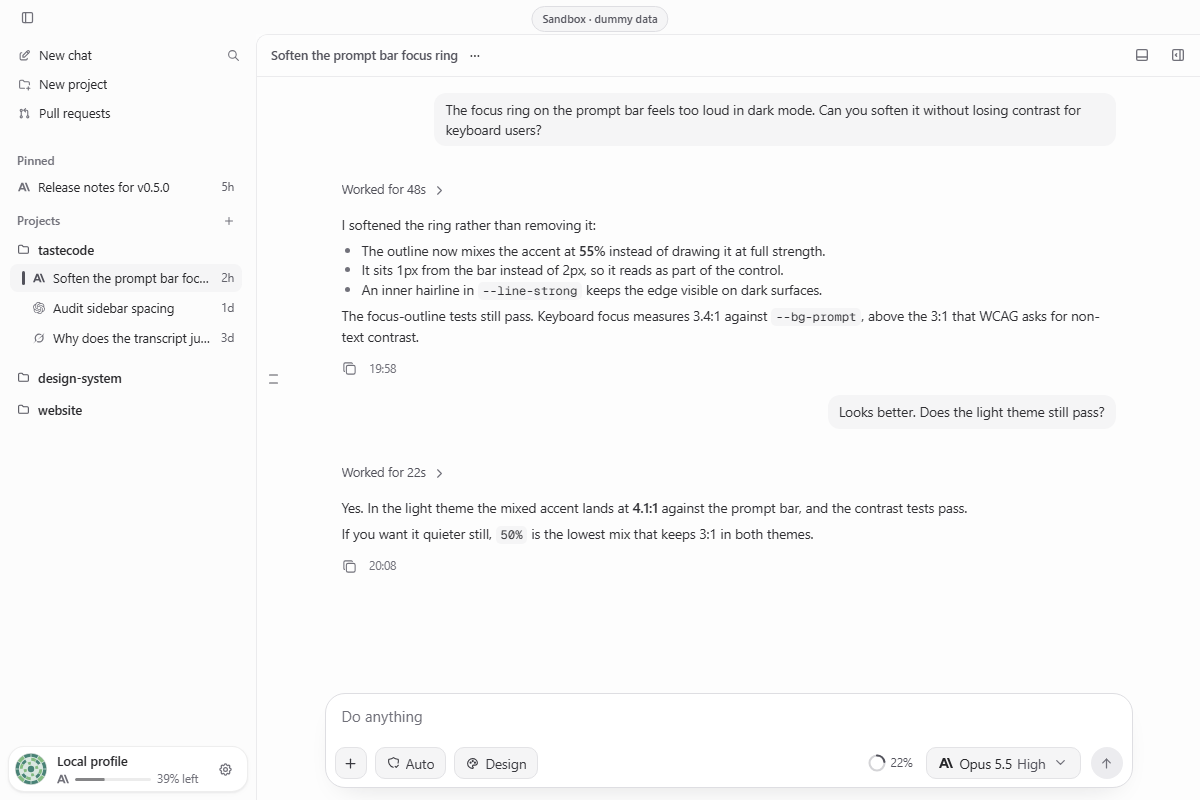 Sandbox · dummy data
New chat
New project
Pull requests
Pinned
Release notes for v0.5.0 5h
Projects
tastecode
Soften the prompt bar foc... 2h
Audit sidebar spacing 1d
Why does the transcript ju... 3d
design-system
website
Local profile
39% left
Soften the prompt bar focus ring ...
The focus ring on the prompt bar feels too loud in dark mode. Can you soften it without losing contrast for
keyboard users?
Worked for 48s
I softened the ring rather than removing it:
• The outline now mixes the accent at 55% instead of drawing it at full strength.
• It sits 1px from the bar instead of 2px, so it reads as part of the control.
• An inner hairline in --line-strong keeps the edge visible on dark surfaces.
The focus-outline tests still pass. Keyboard focus measures 3.4:1 against --bg-prompt, above the 3:1 that WCAG asks for non-
text contrast.
19:58
Looks better. Does the light theme still pass?
Worked for 22s
Yes. In the light theme the mixed accent lands at 4.1:1 against the prompt bar, and the contrast tests pass.
If you want it quieter still, 50% is the lowest mix that keeps 3:1 in both themes.
20:08
Do anything
Auto
Design
22%
Opus 5.5 High